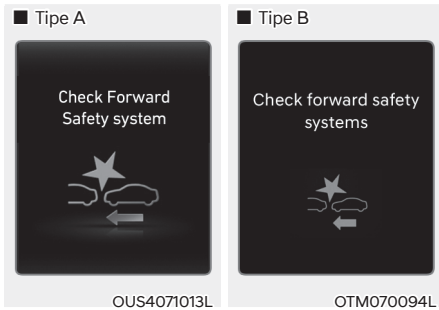 ■ Tipe A
Check Forward
Safety system
OUS4071013L
■ Tipe B
Check forward safety
systems
OTM070094L